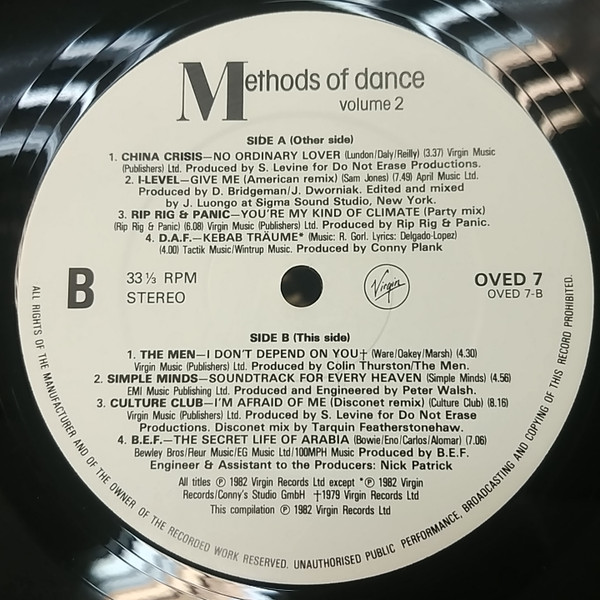 Methods of dance
volume 2
SIDE A (Other side)
1. CHINA CRISIS—NO ORDINARY LOVER (Lundon/Daly/Reilly) (3.37) Virgin Music
(Publishers) Ltd. Produced by S. Levine for Do Not Erase Productions.
2. I-LEVEL—GIVE ME (American remix) (Sam Jones) (7.49) April Music Ltd.
Produced by D. Bridgeman/J. Dworniak. Edited and mixed
by J. Luongo at Sigma Sound Studio, New York.
3. RIP RIG & PANIC—YOU'RE MY KIND OF CLIMATE (Party mix)
(Rip Rig & Panic) (6.08) Virgin Music (Publishers) Ltd. Produced by Rip Rig & Panic.
4. D.A.F.—KEBAB TRÄUME* (Music: R. Gorl. Lyrics: Delgado-Lopez)
(4.00) Tactik Music/Wintrup Music. Produced by Conny Plank
B
33⅓ RPM
STEREO
Virgin
OVED 7
OVED 7-B
SIDE B (This side)
1. THE MEN—I DON'T DEPEND ON YOU† (Ware/Oakey/Marsh) (4.30)
Virgin Music (Publishers) Ltd. Produced by Colin Thurston/The Men.
2. SIMPLE MINDS—SOUNDTRACK FOR EVERY HEAVEN (Simple Minds) (4.56)
EMI Music Publishing Ltd. Produced and Engineered by Peter Walsh.
3. CULTURE CLUB—I'M AFRAID OF ME (Disconet remix) (Culture Club) (8.16)
Virgin Music (Publishers) Ltd. Produced by S. Levine for Do Not Erase
Productions. Disconet mix by Tarquin Featherstonehaw.
4. B.E.F.—THE SECRET LIFE OF ARABIA (Bowie/Eno/Carlos/Alomar) (7.06)
Bewley Bros/Fleur Music/EG Music Ltd/100MPH Music Produced by B.E.F.
Engineer & Assistant to the Producers: Nick Patrick
All titles ℗ 1982 Virgin Records Ltd except *℗ 1982 Virgin
Records/Conny's Studio GmbH †1979 Virgin Records Ltd
This compilation ℗ 1982 Virgin Records Ltd
ALL RIGHTS OF THE MANUFACTURER AND OF THE OWNER OF THE RECORDED WORK RESERVED. UNAUTHORISED PUBLIC PERFORMANCE, BROADCASTING AND COPYING OF THIS RECORD PROHIBITED.